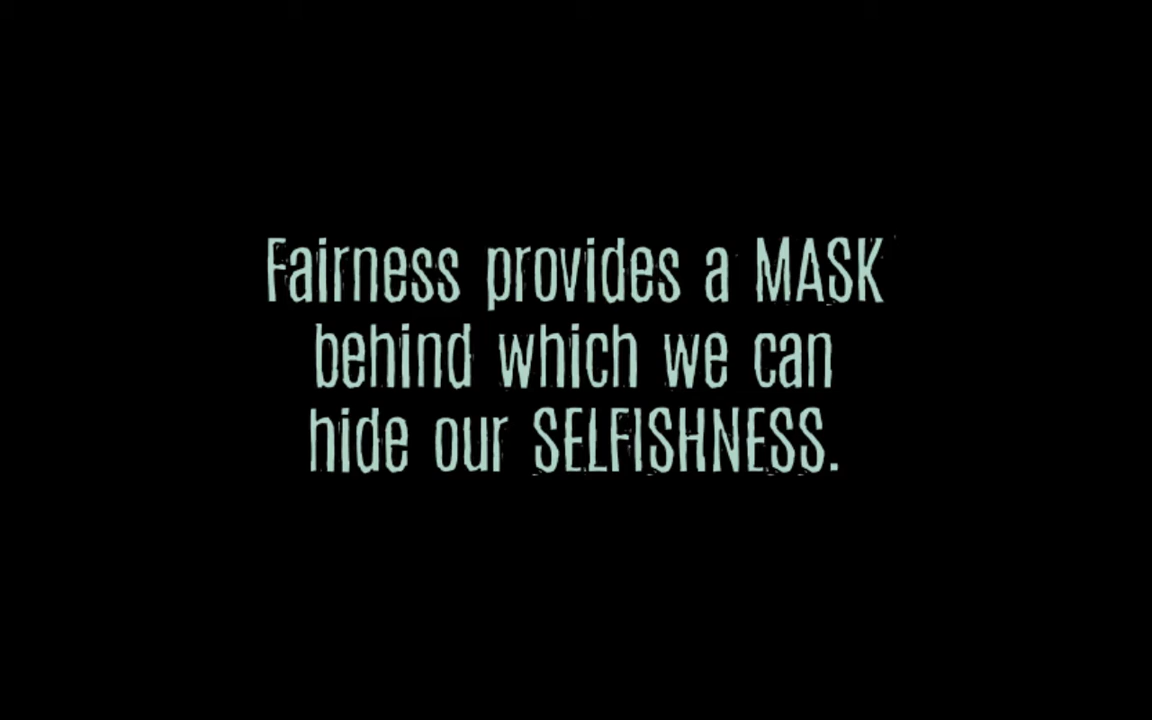 Fairness provides a MASK
behind which we can
hide our SELFISHNESS.